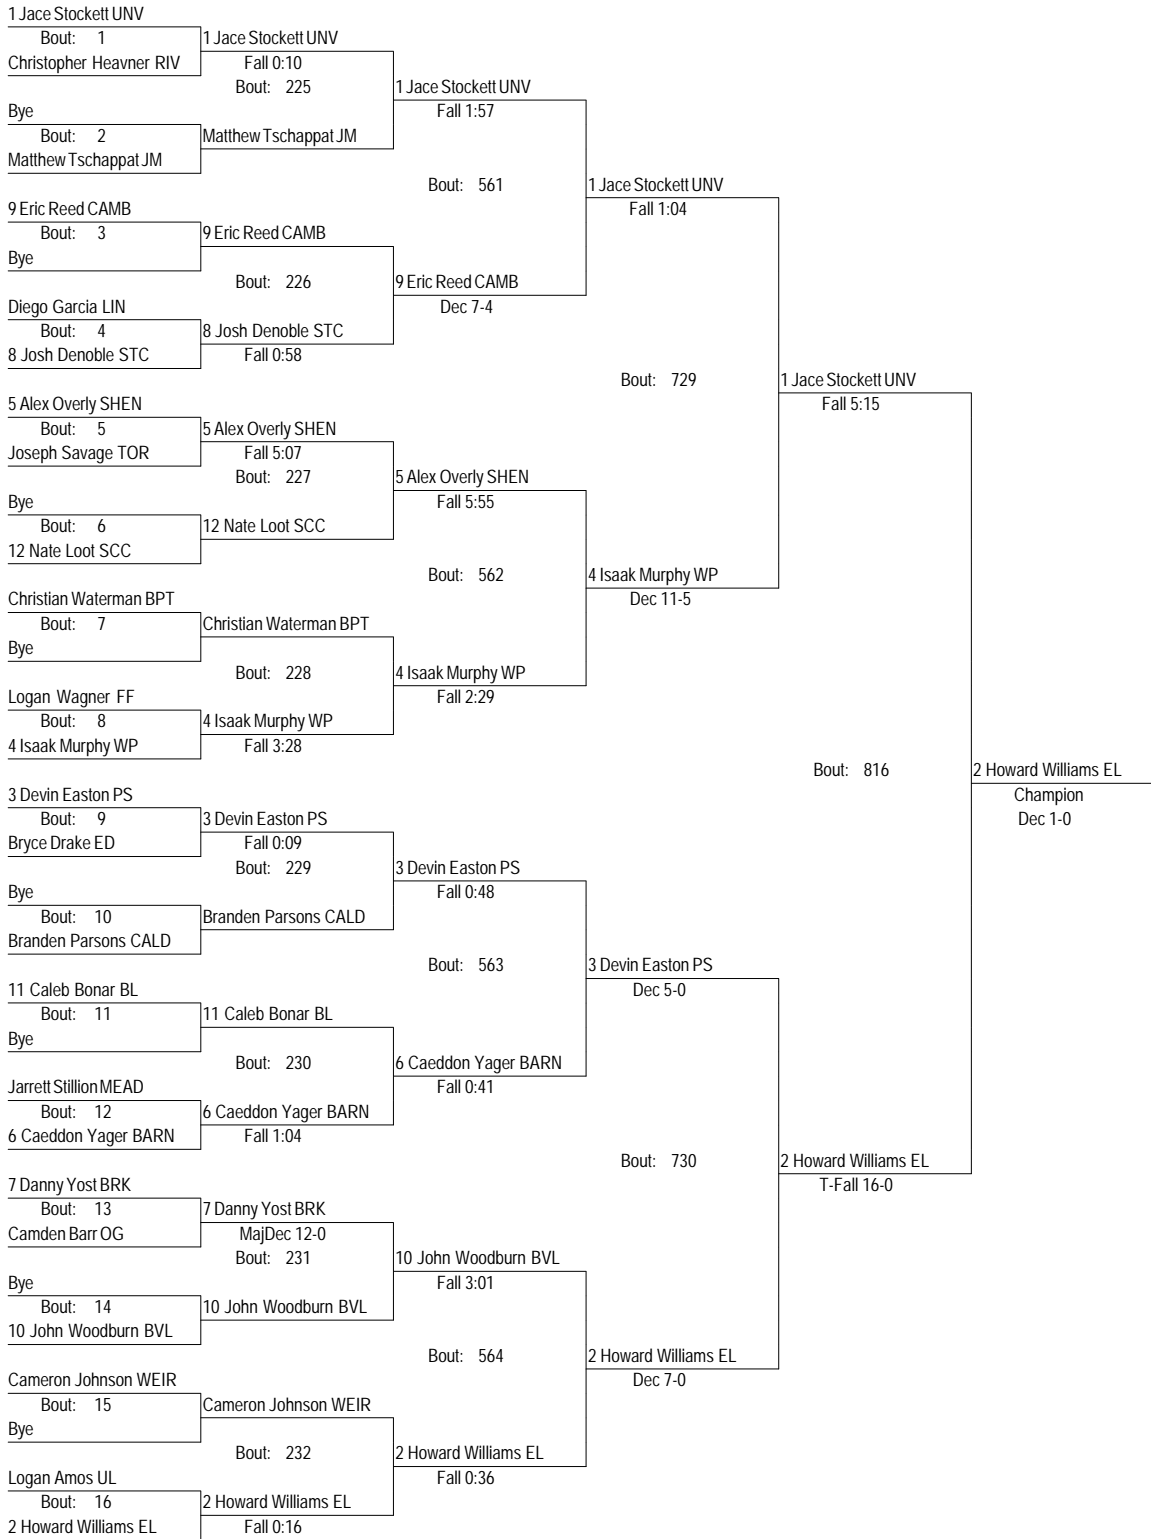 1 Jace Stockett UNV
Bout: 1
Christopher Heavner RIV
Bye
Bout: 2
Matthew Tschappat JM
9 Eric Reed CAMB
Bout: 3
Bye
Diego Garcia LIN
Bout: 4
8 Josh Denoble STC
5 Alex Overly SHEN
Bout: 5
Joseph Savage TOR
Bye
Bout: 6
12 Nate Loot SCC
Christian Waterman BPT
Bout: 7
Bye
Logan Wagner FF
Bout: 8
4 Isaak Murphy WP
3 Devin Easton PS
Bout: 9
Bryce Drake ED
Bye
Bout: 10
Branden Parsons CALD
11 Caleb Bonar BL
Bout: 11
Bye
Jarrett Stillion MEAD
Bout: 12
6 Caeddon Yager BARN
7 Danny Yost BRK
Bout: 13
Camden Barr OG
Bye
Bout: 14
10 John Woodburn BVL
Cameron Johnson WEIR
Bout: 15
Bye
Logan Amos UL
Bout: 16
2 Howard Williams EL
1 Jace Stockett UNV
Fall 0:10
Bout: 225
Matthew Tschappat JM
9 Eric Reed CAMB
Bout: 226
8 Josh Denoble STC
Fall 0:58
5 Alex Overly SHEN
Fall 5:07
Bout: 227
12 Nate Loot SCC
Christian Waterman BPT
Bout: 228
4 Isaak Murphy WP
Fall 3:28
3 Devin Easton PS
Fall 0:09
Bout: 229
Branden Parsons CALD
11 Caleb Bonar BL
Bout: 230
6 Caeddon Yager BARN
Fall 1:04
7 Danny Yost BRK
MajDec 12-0
Bout: 231
10 John Woodburn BVL
Cameron Johnson WEIR
Bout: 232
2 Howard Williams EL
Fall 0:16
1 Jace Stockett UNV
Fall 1:57
Bout: 561
9 Eric Reed CAMB
Dec 7-4
5 Alex Overly SHEN
Fall 5:55
Bout: 562
4 Isaak Murphy WP
Fall 2:29
3 Devin Easton PS
Fall 0:48
Bout: 563
6 Caeddon Yager BARN
Fall 0:41
10 John Woodburn BVL
Fall 3:01
Bout: 564
2 Howard Williams EL
Fall 0:36
1 Jace Stockett UNV
Fall 1:04
Bout: 729
4 Isaak Murphy WP
Dec 11-5
3 Devin Easton PS
Dec 5-0
Bout: 730
2 Howard Williams EL
Dec 7-0
1 Jace Stockett UNV
Fall 5:15
Bout: 816
2 Howard Williams EL
T-Fall 16-0
2 Howard Williams EL
Champion
Dec 1-0